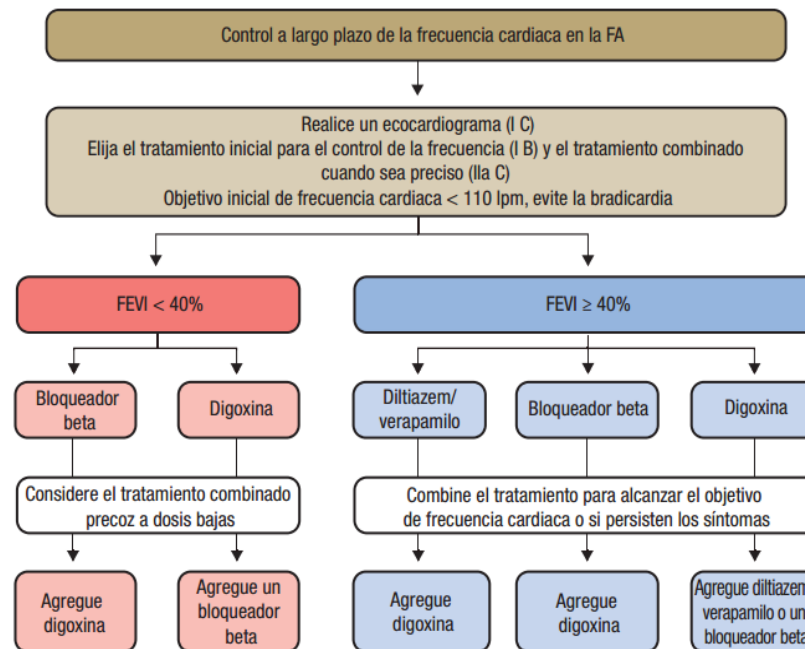 Control a largo plazo de la frecuencia cardiaca en la FA
Realice un ecocardiograma (I C)
Elija el tratamiento inicial para el control de la frecuencia (I B) y el tratamiento combinado
cuando sea preciso (IIa C)
Objetivo inicial de frecuencia cardiaca < 110 lpm, evite la bradicardia
FEVI < 40%
FEVI ≥ 40%
Bloqueador
beta
Digoxina
Diltiazem/
verapamilo
Bloqueador beta
Digoxina
Considere el tratamiento combinado
precoz a dosis bajas
Combine el tratamiento para alcanzar el objetivo
de frecuencia cardiaca o si persisten los síntomas
Agregue
digoxina
Agregue un
bloqueador
beta
Agregue
digoxina
Agregue
digoxina
Agregue diltiazem
verapamilo o un
bloqueador beta